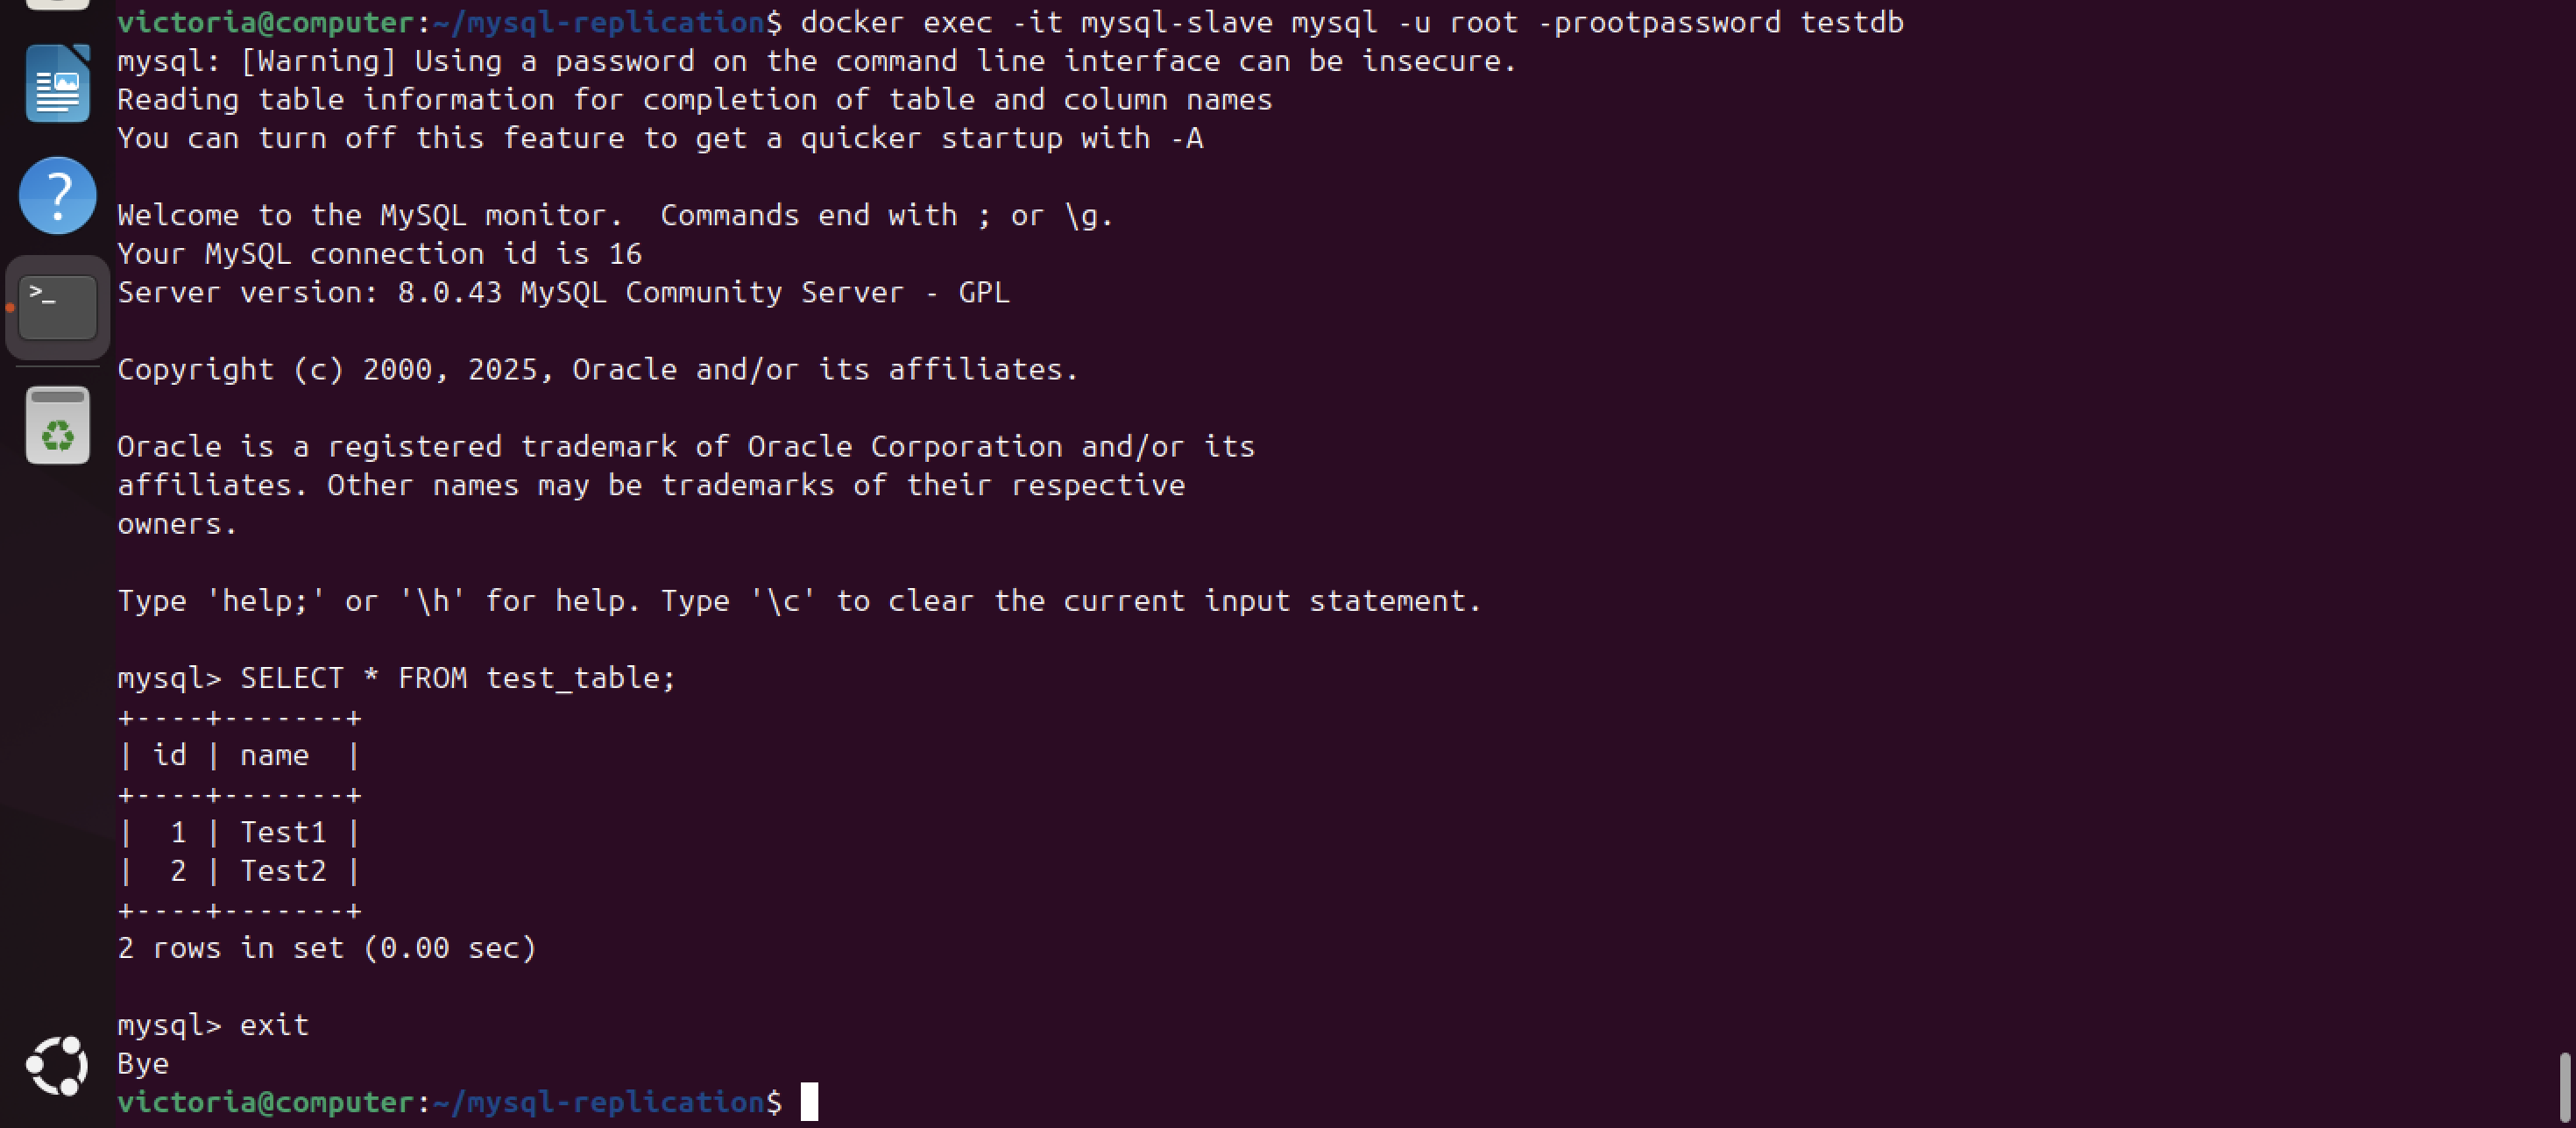 victoria@computer:~/mysql-replication$ docker exec -it mysql-slave mysql -u root -prootpassword testdb
mysql: [Warning] Using a password on the command line interface can be insecure.
Reading table information for completion of table and column names
You can turn off this feature to get a quicker startup with -A
Welcome to the MySQL monitor.  Commands end with ; or \g.
Your MySQL connection id is 16
Server version: 8.0.43 MySQL Community Server - GPL
Copyright (c) 2000, 2025, Oracle and/or its affiliates.
Oracle is a registered trademark of Oracle Corporation and/or its
affiliates. Other names may be trademarks of their respective
owners.
Type 'help;' or '\h' for help. Type '\c' to clear the current input statement.
mysql> SELECT * FROM test_table;
+----+-------+
| id | name  |
+----+-------+
|  1 | Test1 |
|  2 | Test2 |
+----+-------+
2 rows in set (0.00 sec)
mysql> exit
Bye
victoria@computer:~/mysql-replication$